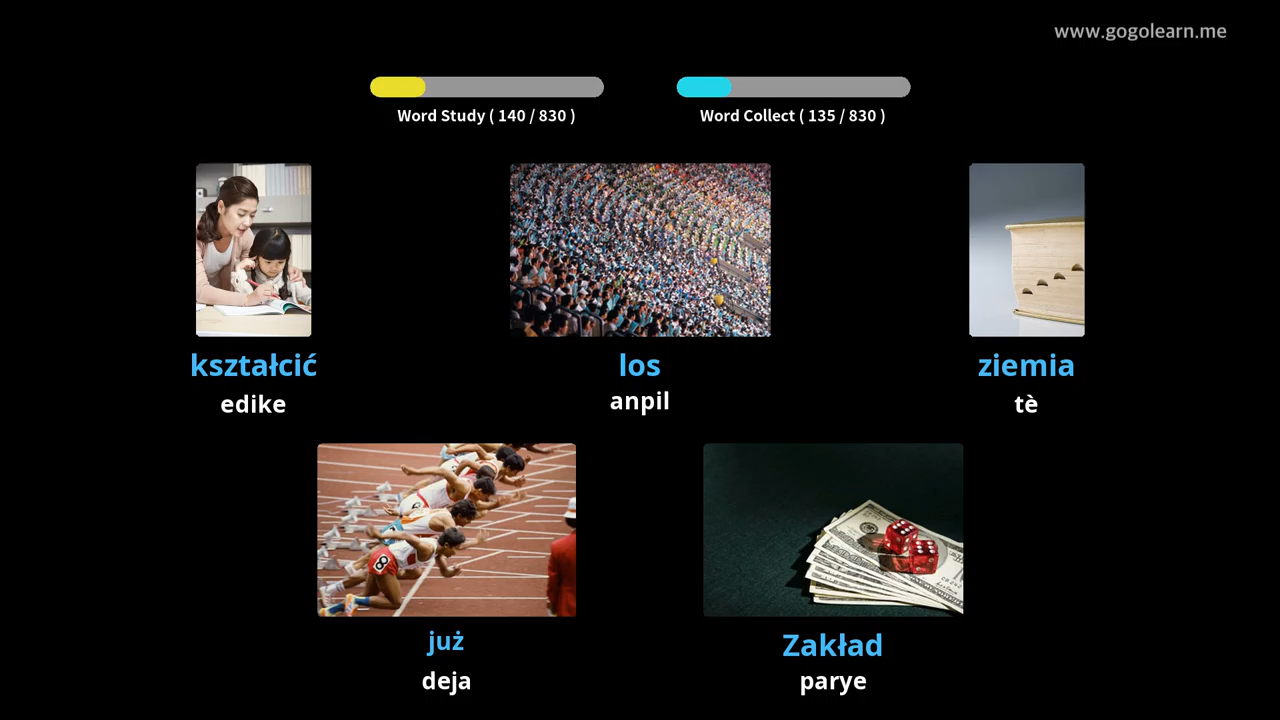 www.gogolearn.me
Word Study ( 140 / 830 )
Word Collect ( 135 / 830 )
kształcić
edike
los
anpil
ziemia
tè
już
deja
Zakład
parye